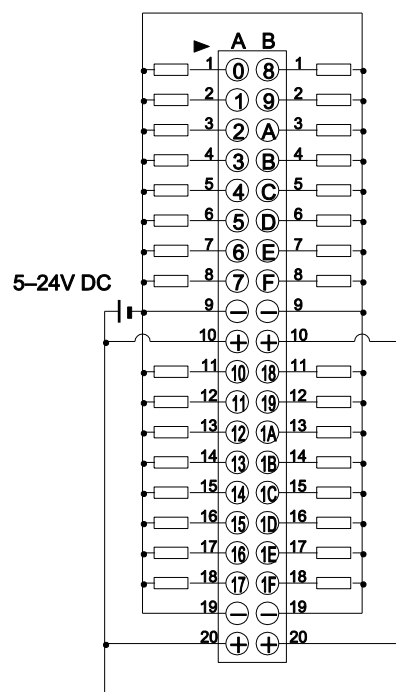 A B
1 0 8 1
2 1 9 2
3 2 A 3
4 3 B 4
5 4 C 5
6 5 D 6
7 6 E 7
8 7 F 8
5–24V DC
9 − − 9
10 + + 10
11 10 18 11
12 11 19 12
13 12 1A 13
14 13 1B 14
15 14 1C 15
16 15 1D 16
17 16 1E 17
18 17 1F 18
19 − − 19
20 + + 20